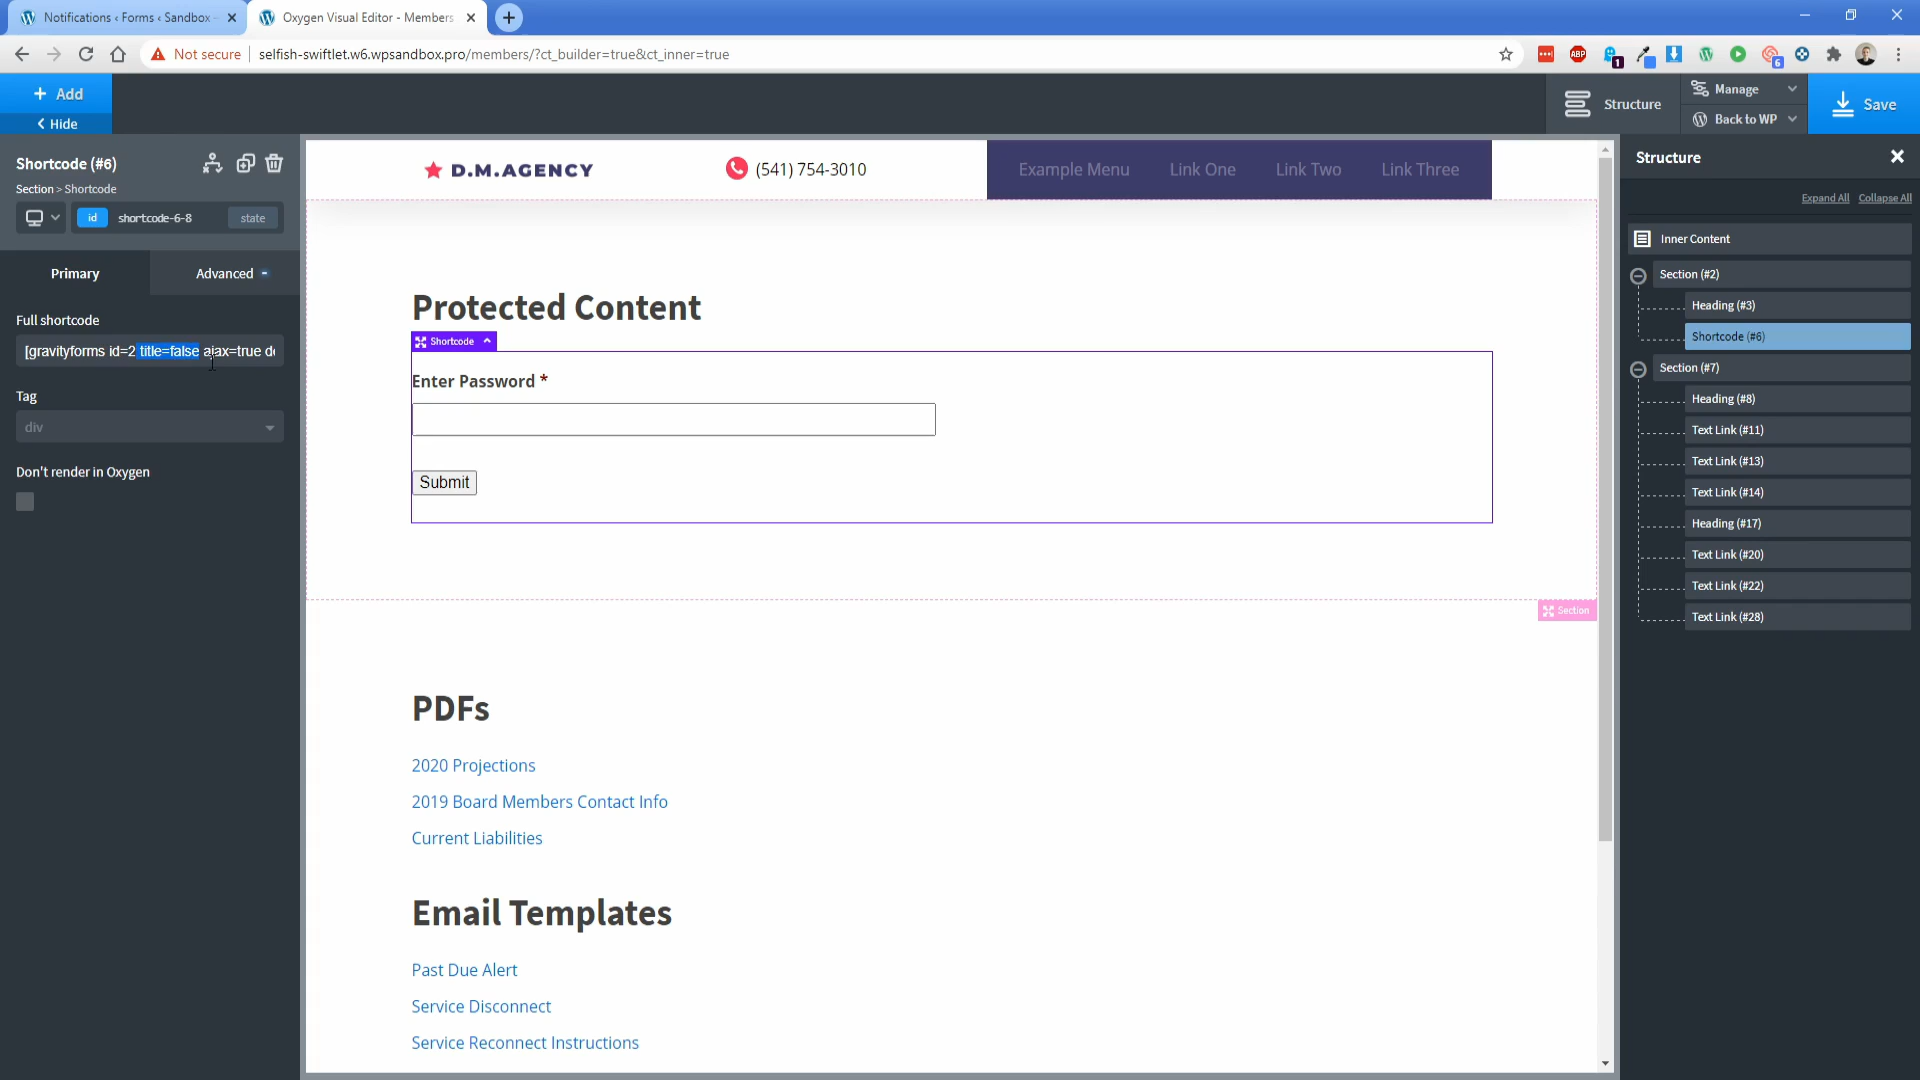 Notifications ‹ Forms ‹ Sandbox
Oxygen Visual Editor - Members
Not secure
selfish-swiftlet.w6.wpsandbox.pro/members/?ct_builder=true&ct_inner=true
ABP
1
6
+ Add
Hide
Structure
Manage
Back to WP
Save
Shortcode (#6)
Section > Shortcode
id
shortcode-6-8
state
Primary
Advanced
Full shortcode
[gravityforms id=2 title=false ajax=true de
Tag
div
Don't render in Oxygen
D.M.AGENCY
(541) 754-3010
Example Menu
Link One
Link Two
Link Three
Protected Content
Shortcode
Enter Password *
Submit
Section
PDFs
2020 Projections
2019 Board Members Contact Info
Current Liabilities
Email Templates
Past Due Alert
Service Disconnect
Service Reconnect Instructions
Structure
Expand All
Collapse All
Inner Content
Section (#2)
Heading (#3)
Shortcode (#6)
Section (#7)
Heading (#8)
Text Link (#11)
Text Link (#13)
Text Link (#14)
Heading (#17)
Text Link (#20)
Text Link (#22)
Text Link (#28)